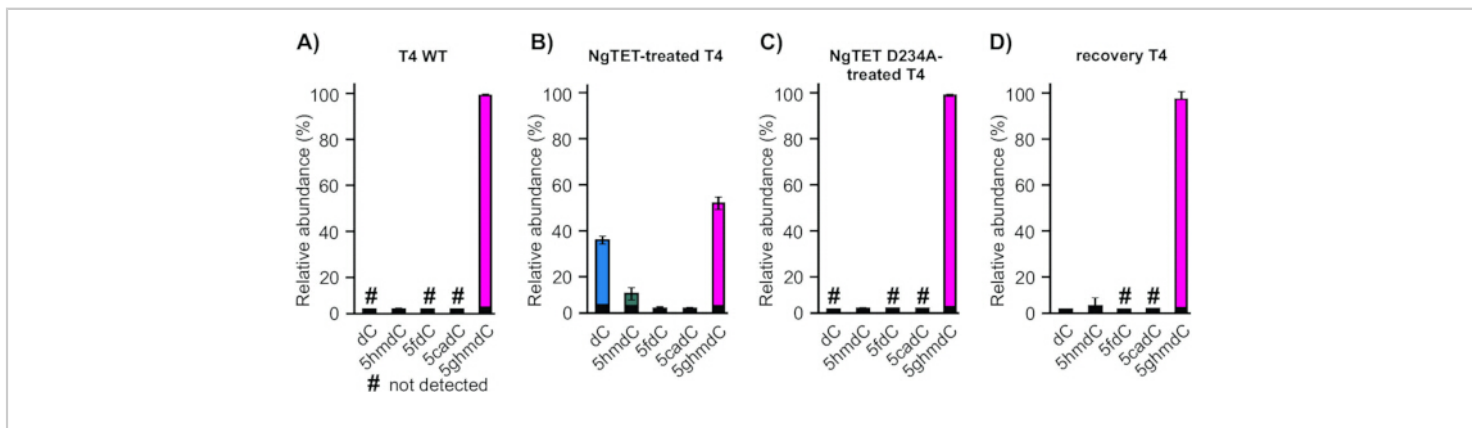 A)
T4 WT
Relative abundance (%)
100
80
60
40
20
0
#
#
#
dC
5hmdC
5fdC
5cadC
5ghmdC
# not detected
B)
NgTET-treated T4
Relative abundance (%)
100
80
60
40
20
0
dC
5hmdC
5fdC
5cadC
5ghmdC
C)
NgTET D234A-
treated T4
Relative abundance (%)
100
80
60
40
20
0
#
#
#
dC
5hmdC
5fdC
5cadC
5ghmdC
D)
recovery T4
Relative abundance (%)
100
80
60
40
20
0
#
#
dC
5hmdC
5fdC
5cadC
5ghmdC